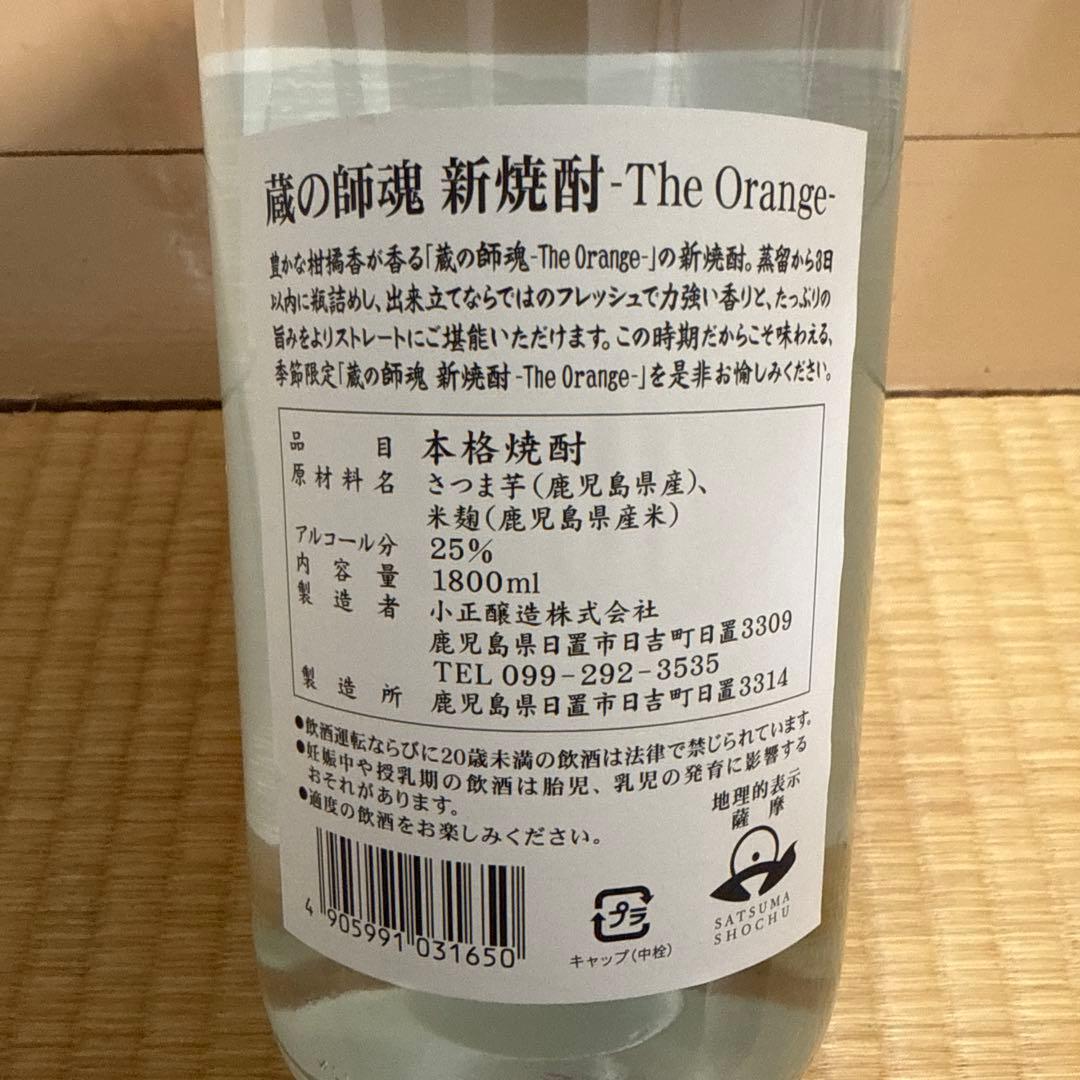 蔵の師魂 新焼酎-The Orange-
豊かな柑橘香が香る「蔵の師魂-The Orange-」の新焼酎。蒸留から3日
以内に瓶詰めし、出来立てならではのフレッシュで力強い香りと、たっぷりの
旨みをよりストレートにご堪能いただけます。この時期だからこそ味わえる、
季節限定「蔵の師魂 新焼酎-The Orange-」を是非お愉しみください。
品目 本格焼酎
原材料名 さつま芋(鹿児島県産)、
米麹(鹿児島県産米)
アルコール分 25%
内容量 1800ml
製造者 小正醸造株式会社
鹿児島県日置市日吉町日置3309
TEL 099-292-3535
製造所 鹿児島県日置市日吉町日置3314
●飲酒運転ならびに20歳未満の飲酒は法律で禁じられています。
●妊娠中や授乳期の飲酒は胎児、乳児の発育に影響する
おそれがあります。
●適度の飲酒をお楽しみください。
地理的表示
薩摩
SATSUMA
SHOCHU
プラ
キャップ(中栓)
4 905991 031650